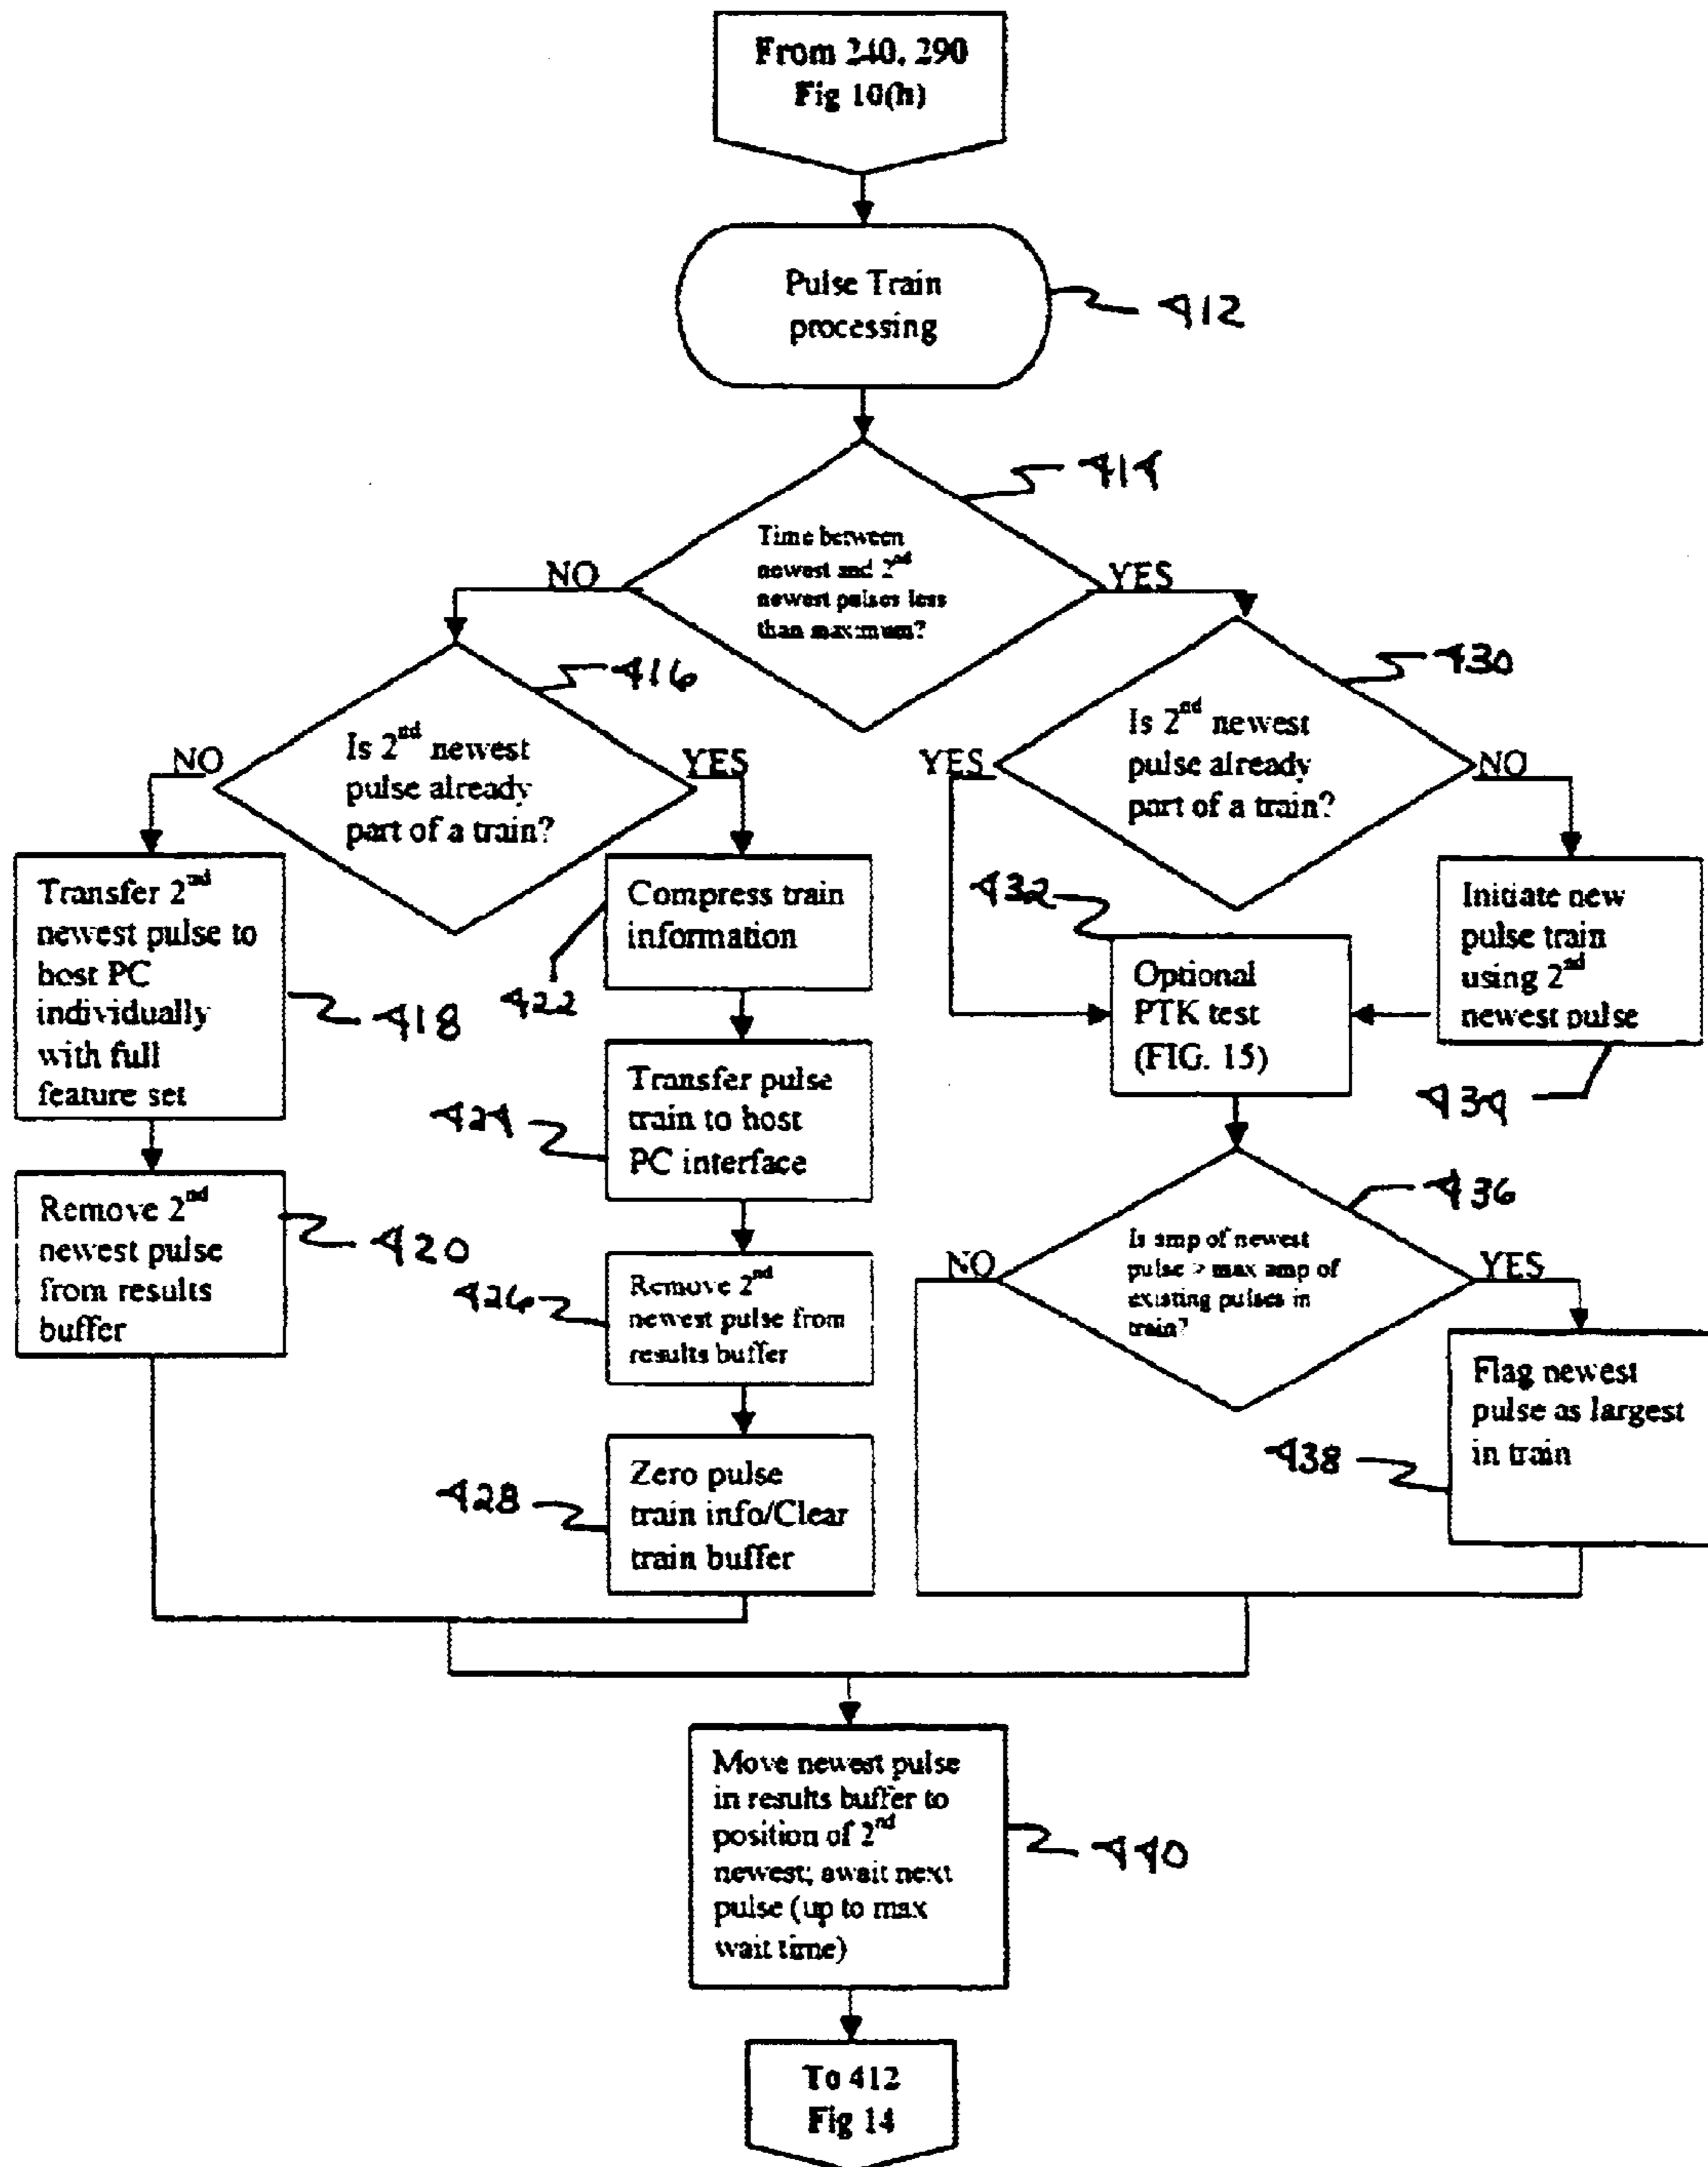 From 240, 290
Fig 10(h)
Pulse Train
processing
412
414
Time between
newest and 2nd
newest pulses less
than maximum?
NO
YES
416
Is 2nd newest
pulse already
part of a train?
NO
YES
430
Is 2nd newest
pulse already
part of a train?
YES
NO
Transfer 2nd
newest pulse to
host PC
individually
with full
feature set
418
Compress train
information
422
432
Optional
PTK test
(FIG. 15)
Initiate new
pulse train
using 2nd
newest pulse
434
Transfer pulse
train to host
PC interface
424
Remove 2nd
newest pulse
from results
buffer
420
426
Remove 2nd
newest pulse from
results buffer
436
Is amp of newest
pulse > max amp of
existing pulses in
train?
NO
YES
Flag newest
pulse as largest
in train
438
428
Zero pulse
train info/Clear
train buffer
Move newest pulse
in results buffer to
position of 2nd
newest; await next
pulse (up to max
wait time)
440
To 412
Fig 14